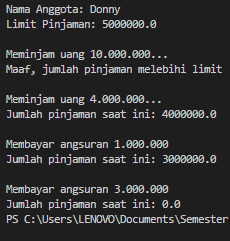 Nama Anggota: Donny
Limit Pinjaman: 5000000.0
Meminjam uang 10.000.000...
Maaf, jumlah pinjaman melebihi limit
Meminjam uang 4.000.000...
Jumlah pinjaman saat ini: 4000000.0
Membayar angsuran 1.000.000
Jumlah pinjaman saat ini: 3000000.0
Membayar angsuran 3.000.000
Jumlah pinjaman saat ini: 0.0
PS C:\Users\LENOVO\Documents\Semester